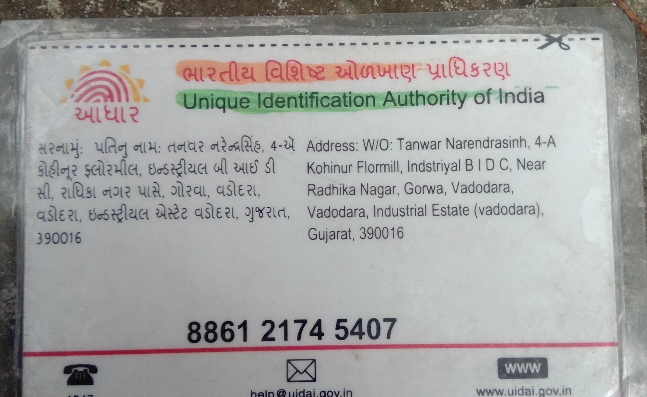 ભારતીય વિશિષ્ટ ઓળખાણ પ્રાધિકરણ
Unique Identification Authority of India
આધાર
સરનામું: પતિનુ નામ: તનવર નરેન્દ્રસિંહ, 4-એ
કોહીનૂર ફ્લોરમીલ, ઇન્ડસ્ટ્રીયલ બી આઈ ડી
સી, રાધિકા નગર પાસે, ગોરવા, વડોદરા,
વડોદરા, ઇન્ડસ્ટ્રીયલ એસ્ટેટ વડોદરા, ગુજરાત,
390016
Address: W/O: Tanwar Narendrasinh, 4-A
Kohinur Flormill, Indstriyal B I D C, Near
Radhika Nagar, Gorwa, Vadodara,
Vadodara, Industrial Estate (vadodara),
Gujarat, 390016
8861 2174 5407
help@uidai.gov.in
WWW
www.uidai.gov.in